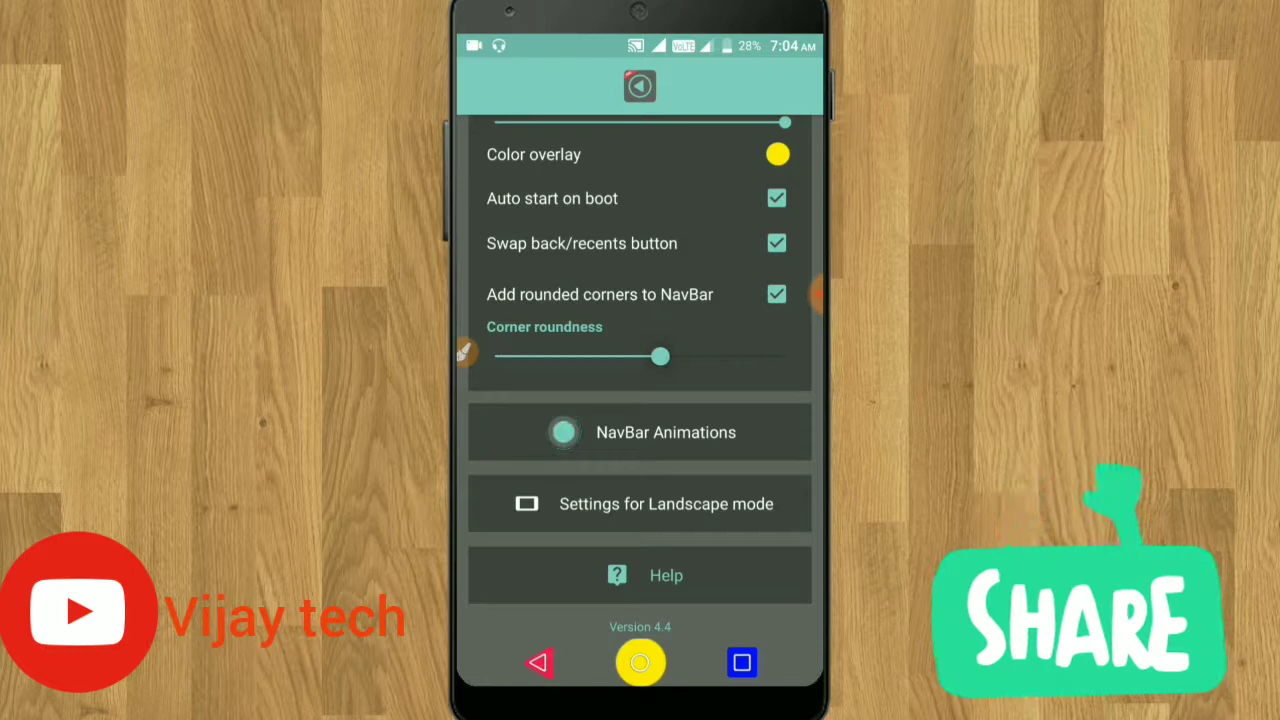 VoLTE 28% 7:04 AM
Color overlay
Auto start on boot
Swap back/recents button
Add rounded corners to NavBar
Corner roundness
NavBar Animations
Settings for Landscape mode
? Help
Version 4.4
Vijay tech
SHARE